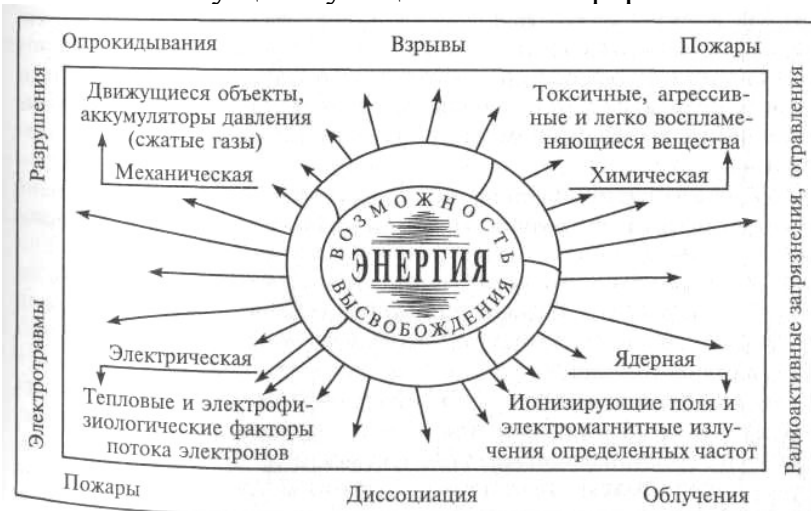 Опрокидывания Взрывы Пожары
Разрушения
Движущиеся объекты,
аккумуляторы давления
(сжатые газы)
Механическая
Токсичные, агрессив-
ные и легко воспламе-
няющиеся вещества
Химическая
ВОЗМОЖНОСТЬ
ЭНЕРГИЯ
ВЫСВОБОЖДЕНИЯ
Электротравмы
Электрическая
Тепловые и электрофи-
зиологические факторы
потока электронов
Ядерная
Ионизирующие поля и
электромагнитные излу-
чения определенных частот
Радиоактивные загрязнения, отравления
Пожары Диссоциация Облучения